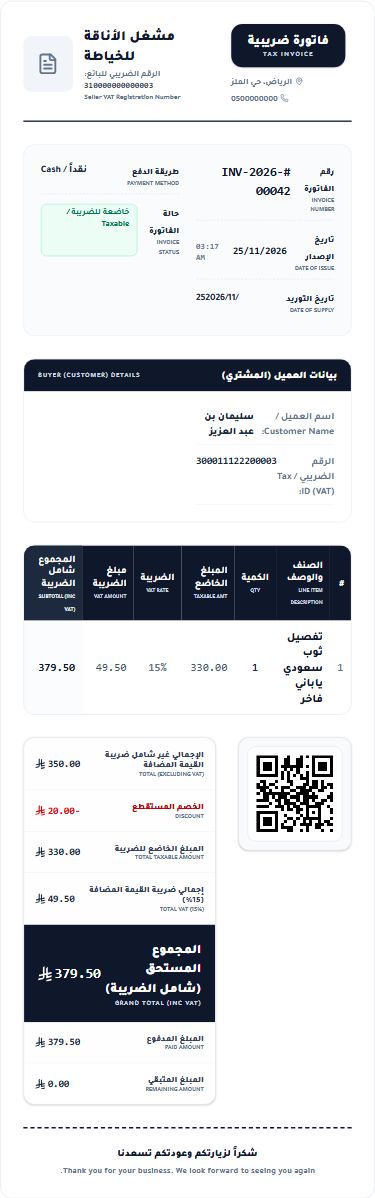 مشغل الأناقة
للخياطة
الرقم الضريبي للبائع:
310000000000003
Seller VAT Registration Number
فاتورة ضريبية
TAX INVOICE
الرياض، حي الملز
0500000000
رقم
الفاتورة
INVOICE
NUMBER
INV-2026-#
00042
تاريخ
الإصدار
DATE OF ISSUE
25/11/2026
03:17
AM
تاريخ التوريد
DATE OF SUPPLY
252026/11/
طريقة الدفع
PAYMENT METHOD
نقداً / Cash
حالة
الفاتورة
INVOICE
STATUS
خاضعة للضريبة /
Taxable
بيانات العميل (المشتري)
BUYER (CUSTOMER) DETAILS
اسم العميل /
Customer Name:
سليمان بن
عبد العزيز
الرقم
الضريبي / Tax
ID (VAT):
300011122200003
#
الصنف
والوصف
LINE ITEM
DESCRIPTION
الكمية
QTY
المبلغ
الخاضع
TAXABLE AMT
الضريبة
VAT RATE
مبلغ
الضريبة
VAT AMOUNT
المجموع
شامل
الضريبة
SUBTOTAL (INC
VAT)
1
تفصيل
ثوب
سعودي
ياباني
فاخر
1
330.00
15%
49.50
379.50
الإجمالي غير شامل ضريبة
القيمة المضافة
TOTAL (EXCLUDING VAT)
350.00
الخصم المستقطع
DISCOUNT
20.00-
المبلغ الخاضع للضريبة
TOTAL TAXABLE AMOUNT
330.00
إجمالي ضريبة القيمة المضافة
(15%)
TOTAL VAT (15%)
49.50
المجموع
المستحق
(شامل الضريبة)
GRAND TOTAL (INC VAT)
379.50
المبلغ المدفوع
PAID AMOUNT
379.50
المبلغ المتبقي
REMAINING AMOUNT
0.00
شكراً لزيارتكم وعودتكم تسعدنا
.Thank you for your business. We look forward to seeing you again